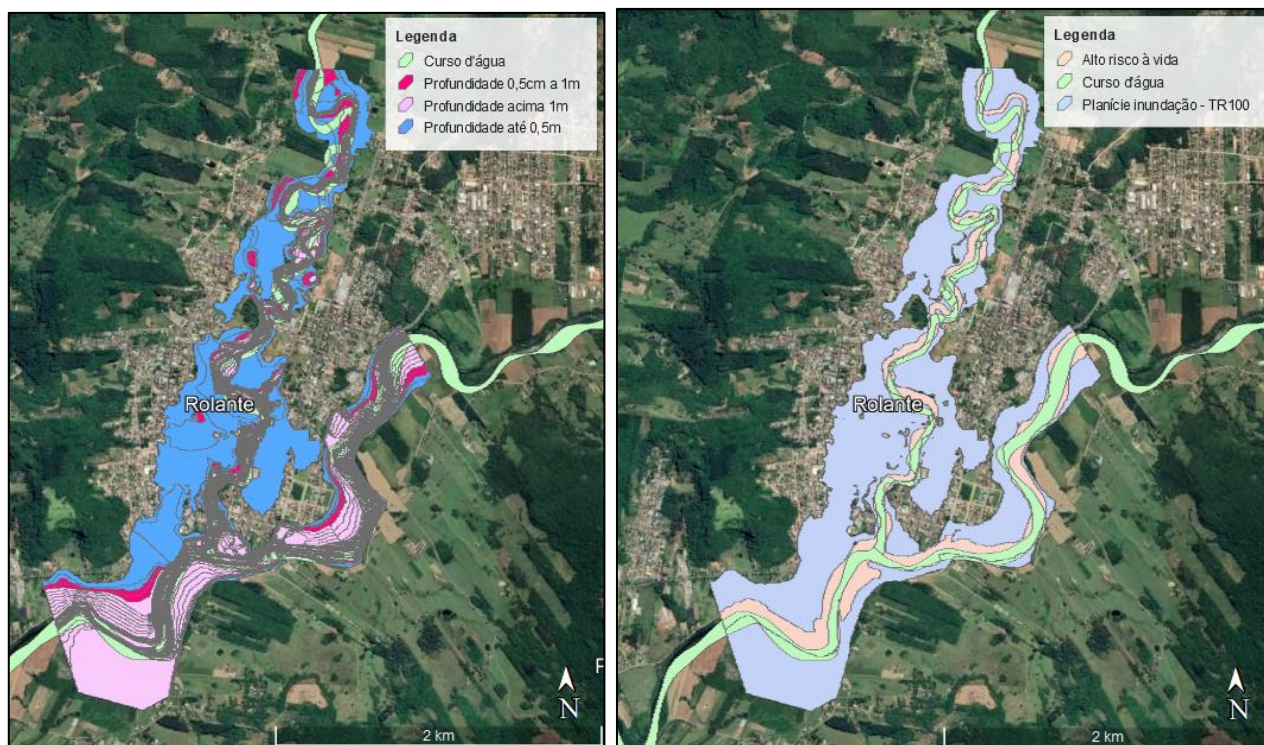 Legenda
Curso d'água
Profundidade 0,5cm a 1m
Profundidade acima 1m
Profundidade até 0,5m
Rolante
F
N
2 km
Legenda
Alto risco à vida
Curso d'água
Planície inundação - TR100
Rolante
N
2 km